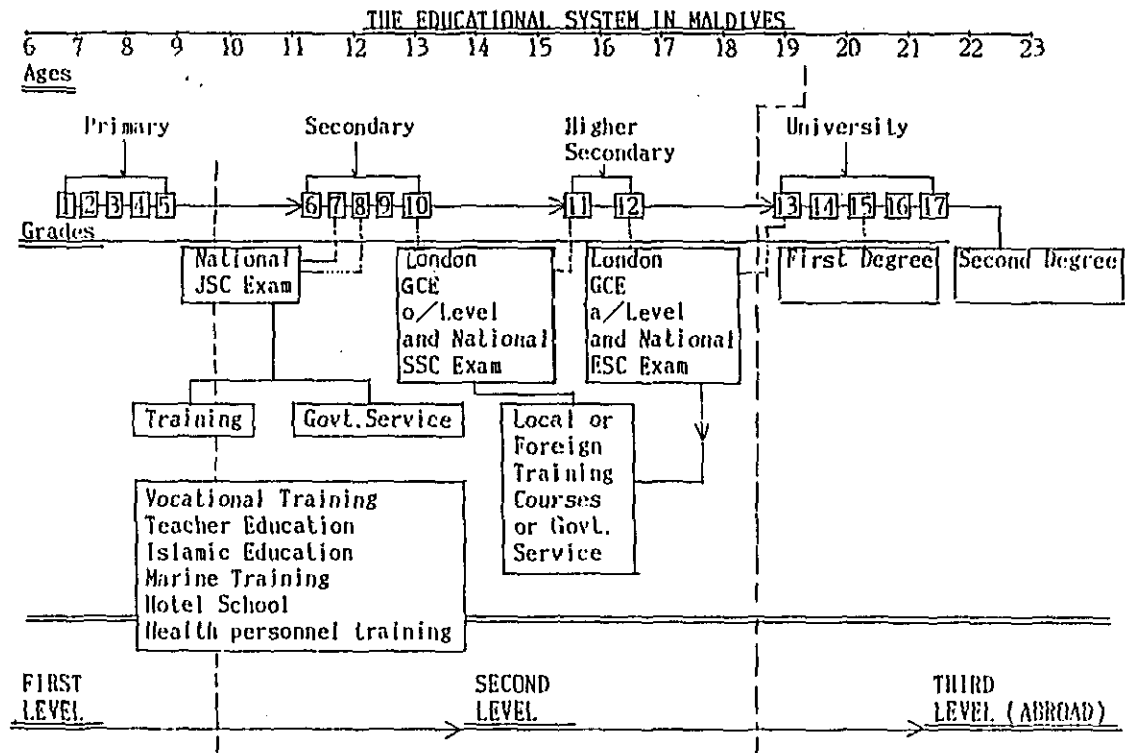 THE EDUCATIONAL SYSTEM IN MALDIVES
6 7 8 9 10 11 12 13 14 15 16 17 18 19 20 21 22 23
Ages
Primary Secondary Higher Secondary University
1 2 3 4 5 6 7 8 9 10 11 12 13 14 15 16 17
Grades
National
JSC Exam
London
GCE
o/Level
and National
SSC Exam
London
GCE
a/Level
and National
ESC Exam
First Degree
Second Degree
Training
Govt.Service
Local or
Foreign
Training
Courses
or Govt.
Service
Vocational Training
Teacher Education
Islamic Education
Marine Training
Hotel School
Health personnel training
FIRST
LEVEL
SECOND
LEVEL
THIRD
LEVEL (ABROAD)